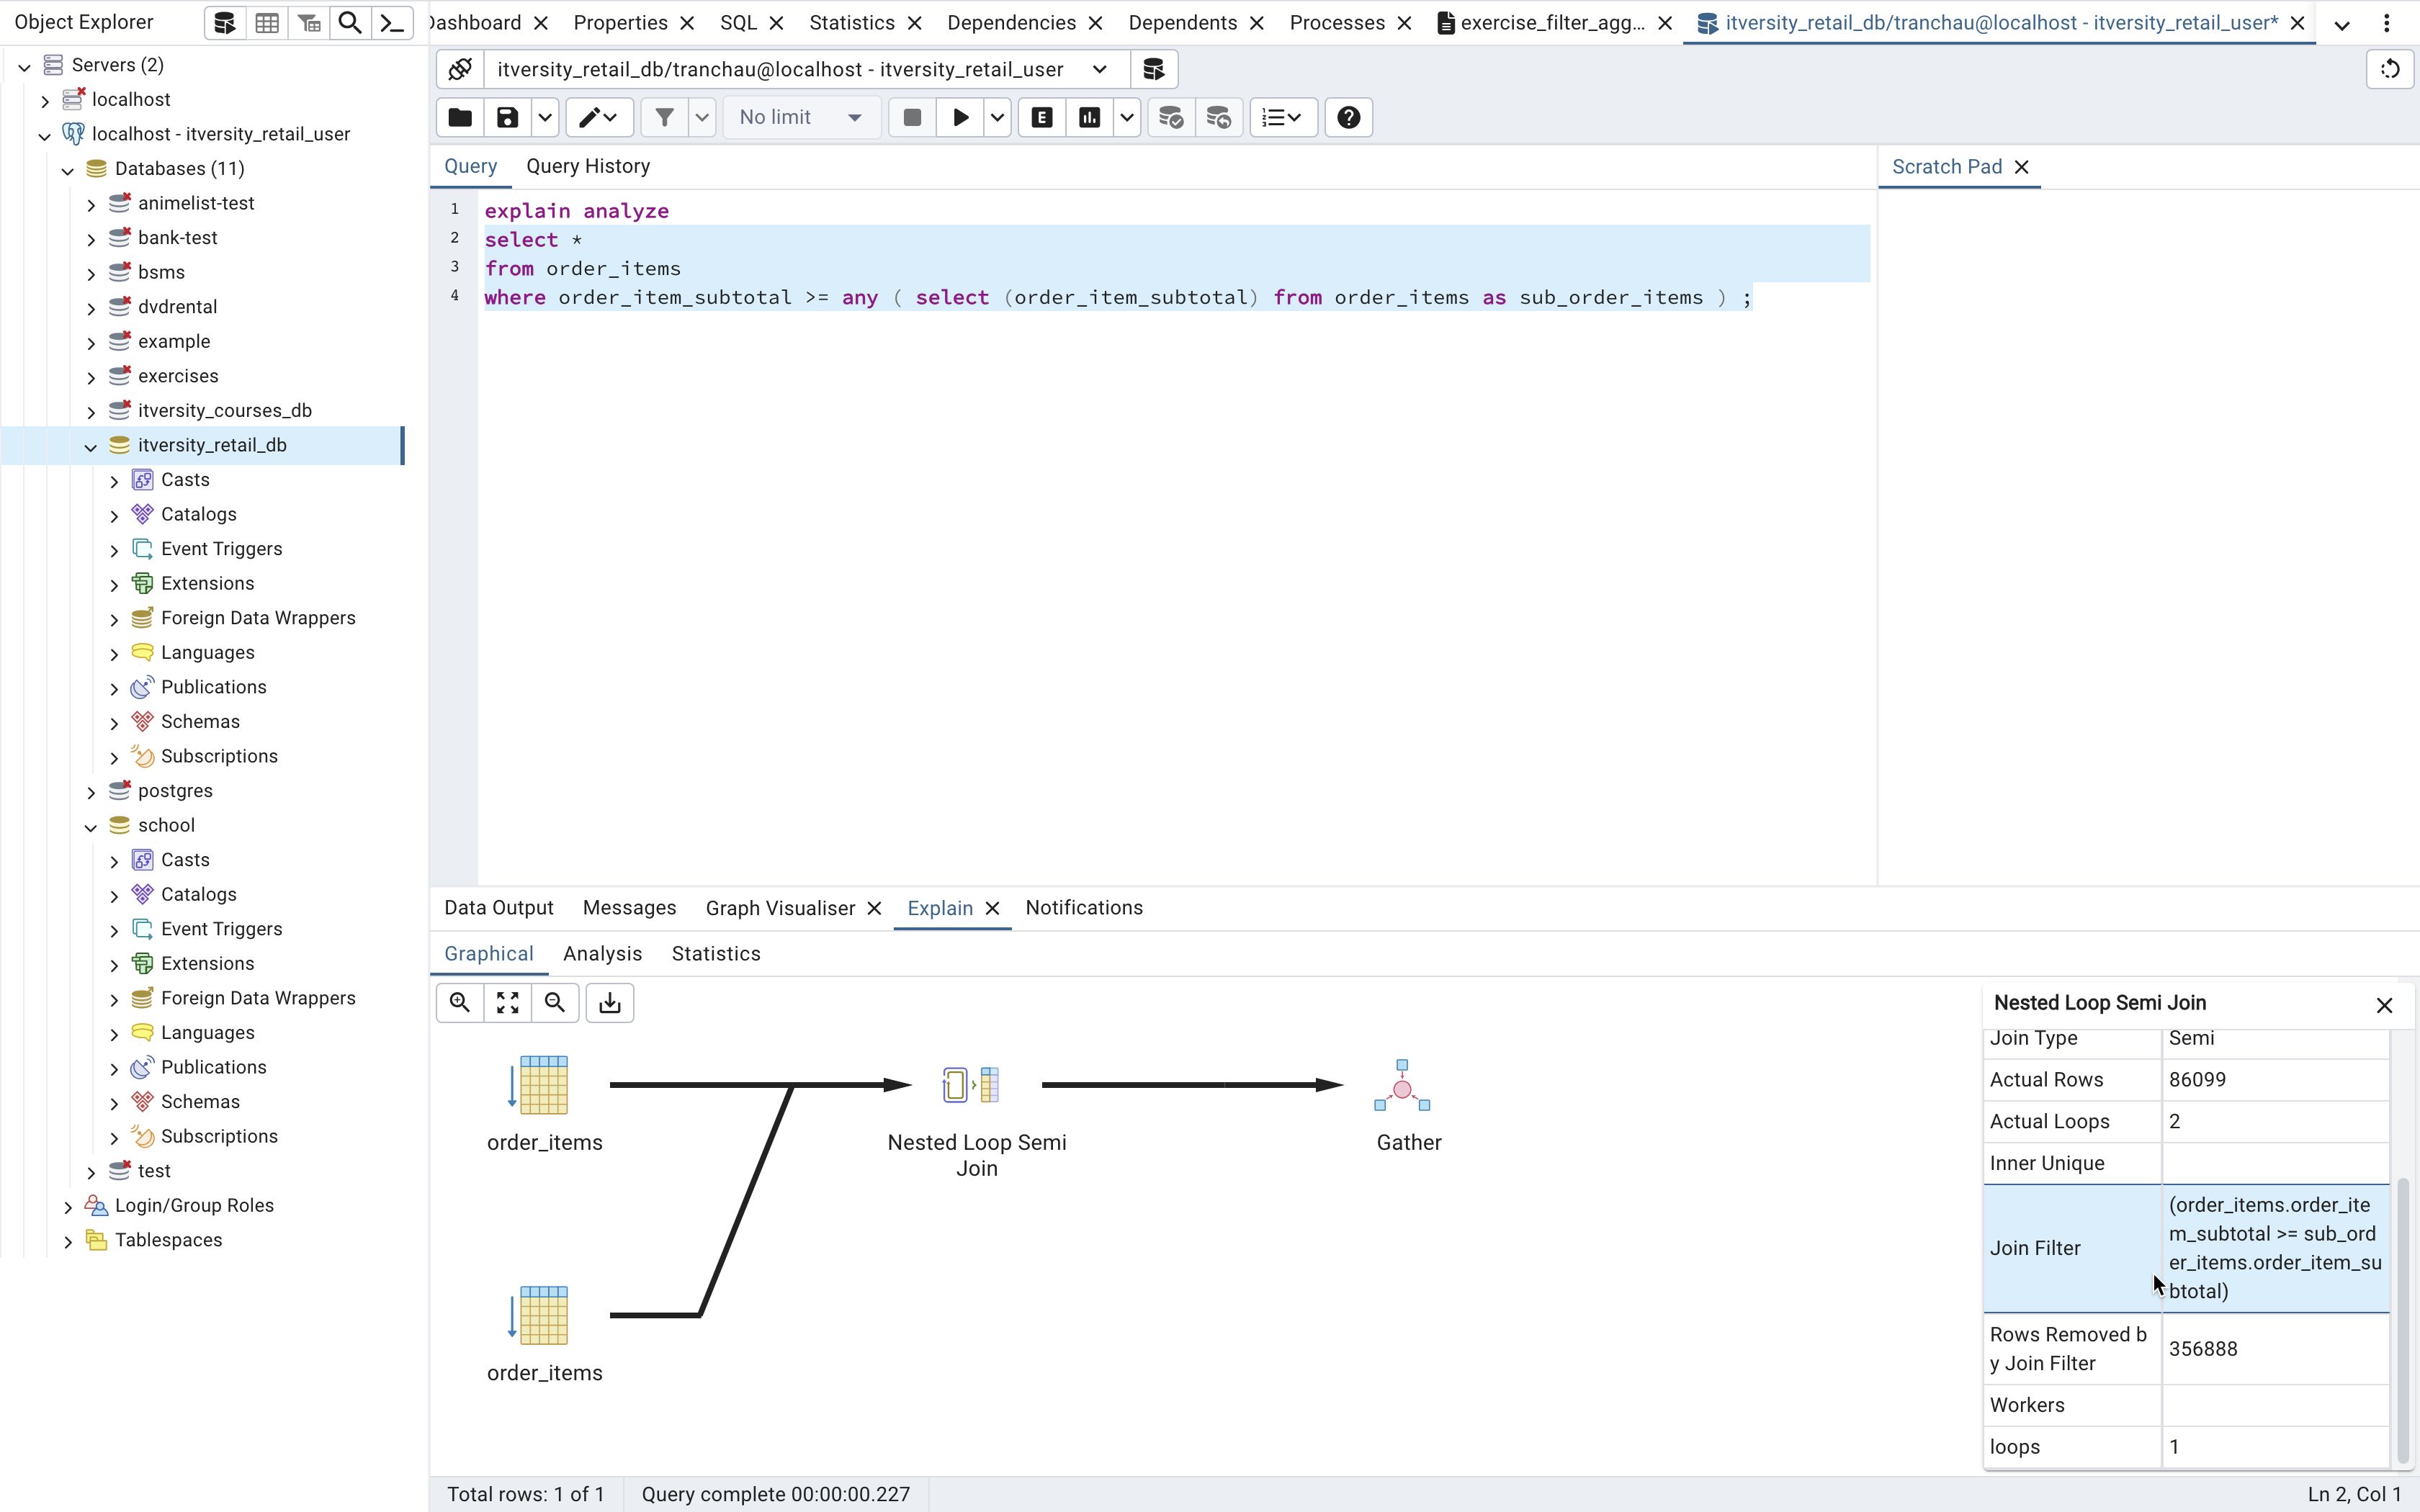 Object Explorer
Dashboard
Properties
SQL
Statistics
Dependencies
Dependents
Processes
exercise_filter_agg...
itversity_retail_db/tranchau@localhost - itversity_retail_user*
Servers (2)
localhost
localhost - itversity_retail_user
Databases (11)
animelist-test
bank-test
bsms
dvdrental
example
exercises
itversity_courses_db
itversity_retail_db
Casts
Catalogs
Event Triggers
Extensions
Foreign Data Wrappers
Languages
Publications
Schemas
Subscriptions
postgres
school
Casts
Catalogs
Event Triggers
Extensions
Foreign Data Wrappers
Languages
Publications
Schemas
Subscriptions
test
Login/Group Roles
Tablespaces
itversity_retail_db/tranchau@localhost - itversity_retail_user
No limit
E
Query
Query History
Scratch Pad
1 explain analyze
2 select *
3 from order_items
4 where order_item_subtotal >= any ( select (order_item_subtotal) from order_items as sub_order_items ) ;
Data Output
Messages
Graph Visualiser
Explain
Notifications
Graphical
Analysis
Statistics
order_items
Nested Loop Semi
Join
Gather
order_items
Nested Loop Semi Join
Join Type Semi
Actual Rows 86099
Actual Loops 2
Inner Unique
Join Filter
(order_items.order_ite
m_subtotal >= sub_ord
er_items.order_item_su
btotal)
Rows Removed b
y Join Filter
356888
Workers
loops 1
Total rows: 1 of 1
Query complete 00:00:00.227
Ln 2, Col 1